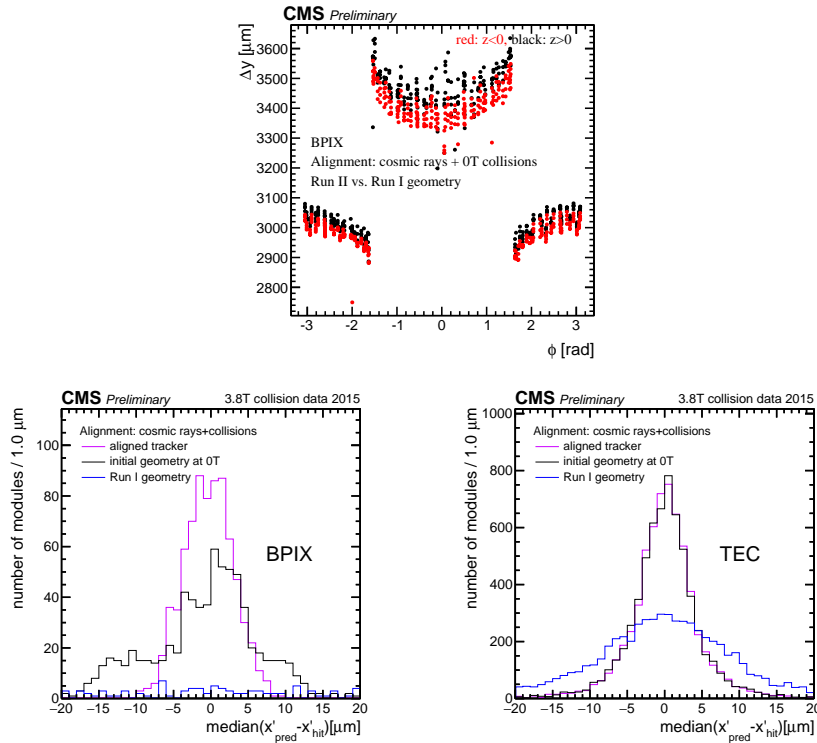 CMS Preliminary
red: z<0, black: z>0
Δy [μm]
3600
3500
3400
3300
3200
3100
3000
2900
2800
BPIX
Alignment: cosmic rays + 0T collisions
Run II vs. Run I geometry
−3 −2 −1 0 1 2 3
ϕ [rad]
CMS Preliminary 3.8T collision data 2015
number of modules / 1.0 μm
100
80
60
40
20
0
Alignment: cosmic rays+collisions
aligned tracker
initial geometry at 0T
Run I geometry
BPIX
−20 −15 −10 −5 0 5 10 15 20
median(x'pred-x'hit)[μm]
CMS Preliminary 3.8T collision data 2015
number of modules / 1.0 μm
1000
800
600
400
200
0
Alignment: cosmic rays+collisions
aligned tracker
initial geometry at 0T
Run I geometry
TEC
−20 −15 −10 −5 0 5 10 15 20
median(x'pred-x'hit)[μm]